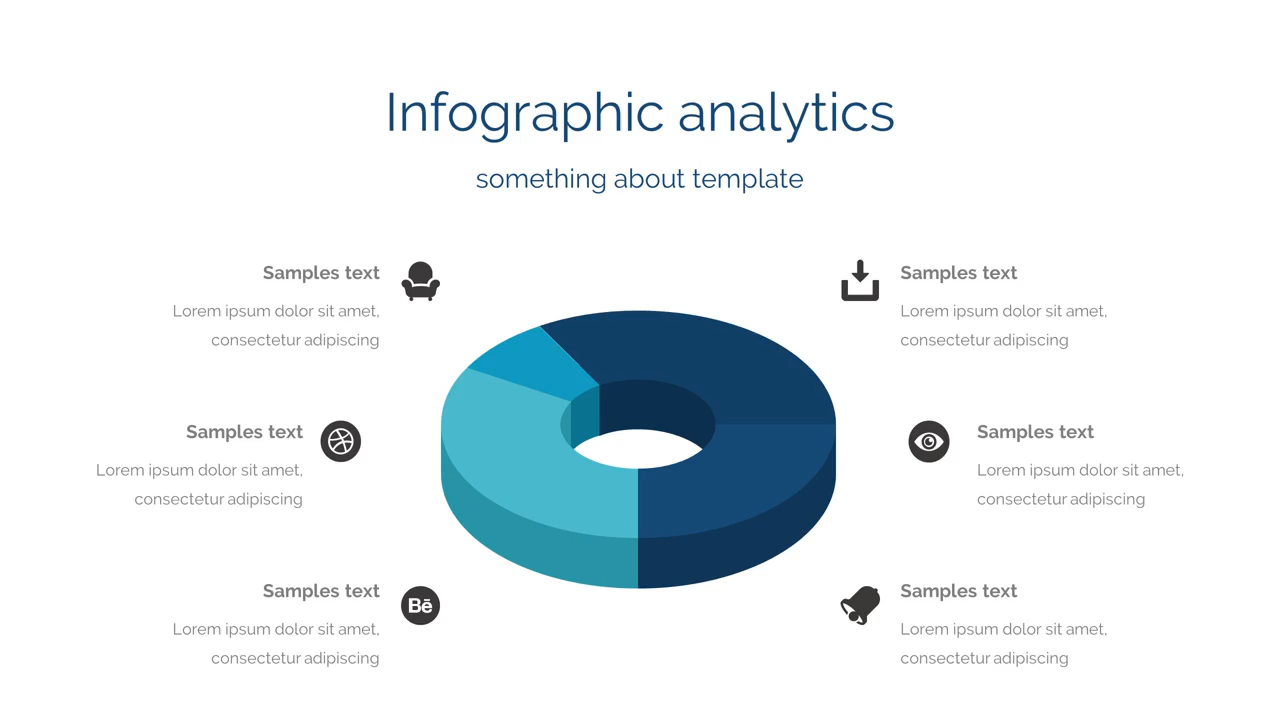 Infographic analytics
something about template
Samples text
Lorem ipsum dolor sit amet,
consectetur adipiscing
Samples text
Lorem ipsum dolor sit amet,
consectetur adipiscing
Samples text
Lorem ipsum dolor sit amet,
consectetur adipiscing
Bē
Samples text
Lorem ipsum dolor sit amet,
consectetur adipiscing
Samples text
Lorem ipsum dolor sit amet,
consectetur adipiscing
Samples text
Lorem ipsum dolor sit amet,
consectetur adipiscing